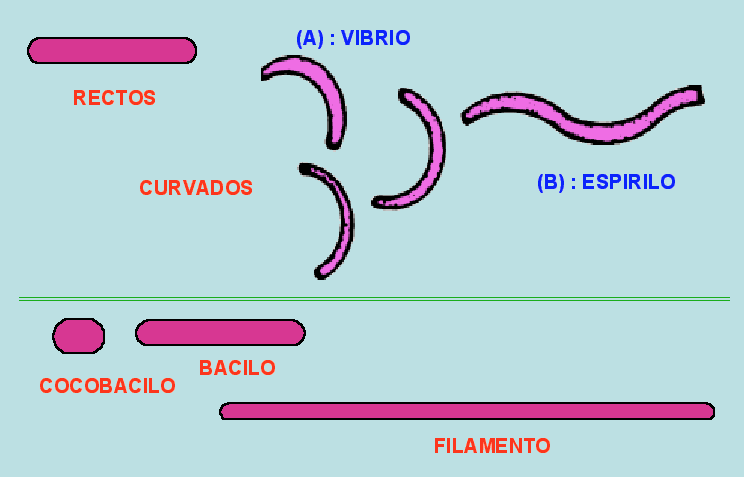 (A) : VIBRIO
RECTOS
(B) : ESPIRILO
CURVADOS
BACILO
COCOBACILO
FILAMENTO